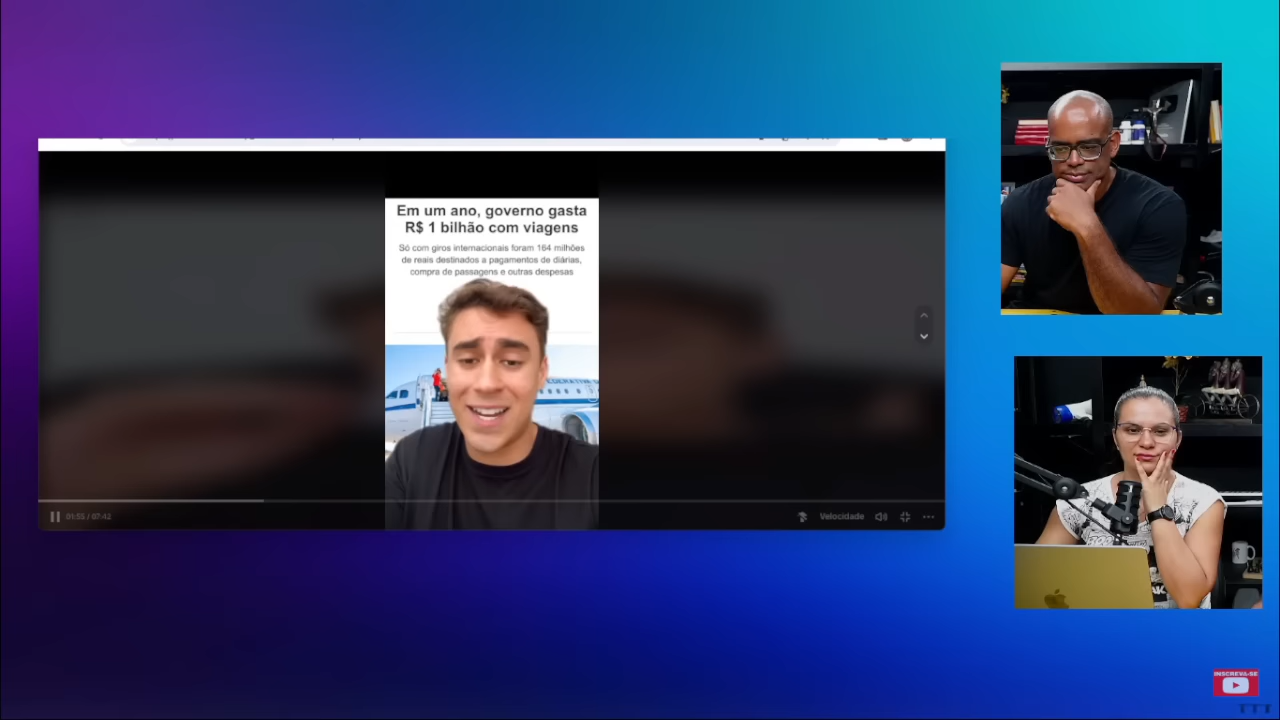 Em um ano, governo gasta
R$ 1 bilhão com viagens
Só com giros internacionais foram 164 milhões
de reais destinados a pagamentos de diárias,
compra de passagens e outras despesas
01:55 / 07:42
Velocidade
INSCREVA-SE